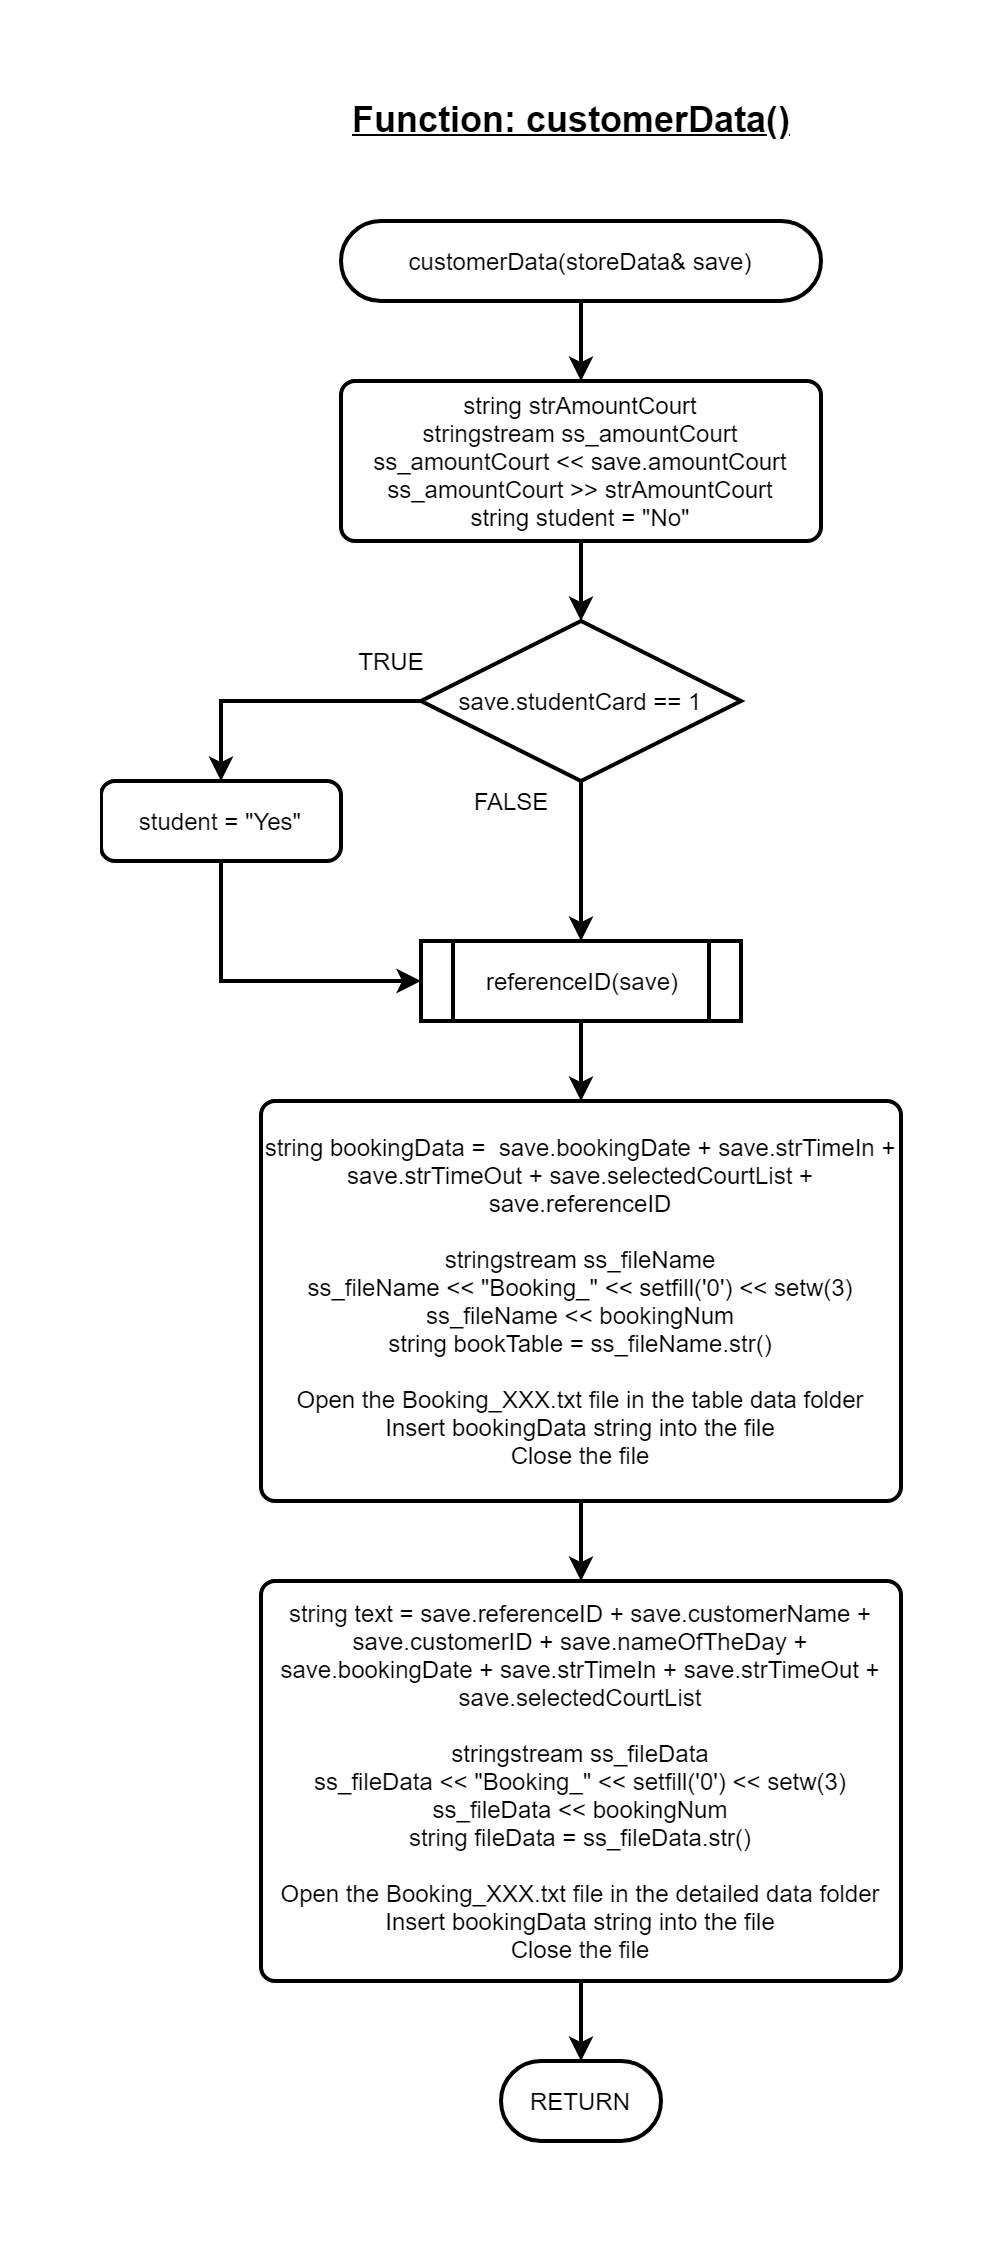 Function: customerData()
customerData(storeData& save)
string strAmountCourt
stringstream ss_amountCourt
ss_amountCourt << save.amountCourt
ss_amountCourt >> strAmountCourt
string student = "No"
TRUE
save.studentCard == 1
student = "Yes"
FALSE
referenceID(save)
string bookingData =  save.bookingDate + save.strTimeIn +
save.strTimeOut + save.selectedCourtList +
save.referenceID
stringstream ss_fileName
ss_fileName << "Booking_" << setfill('0') << setw(3)
ss_fileName << bookingNum
string bookTable = ss_fileName.str()
Open the Booking_XXX.txt file in the table data folder
Insert bookingData string into the file
Close the file
string text = save.referenceID + save.customerName +
save.customerID + save.nameOfTheDay +
save.bookingDate + save.strTimeIn + save.strTimeOut +
save.selectedCourtList
stringstream ss_fileData
ss_fileData << "Booking_" << setfill('0') << setw(3)
ss_fileData << bookingNum
string fileData = ss_fileData.str()
Open the Booking_XXX.txt file in the detailed data folder
Insert bookingData string into the file
Close the file
RETURN